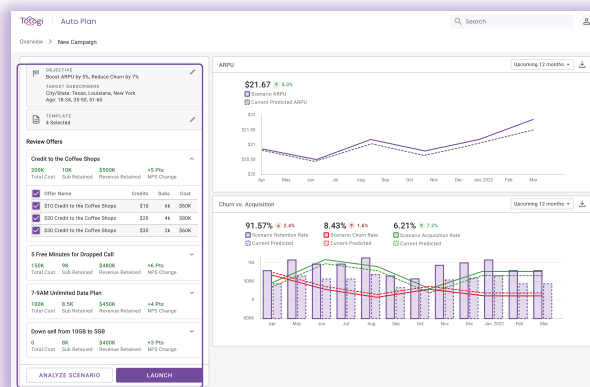 Totogi Auto Plan
Search
Overview > New Campaign
OBJECTIVE
Boost ARPU by 5%, Reduce Churn by 7%
TARGET SUBSCRIBERS
City/State: Texas, Louisiana, New York
Age: 18-34, 35-50, 51-60
TEMPLATE
4 Selected
Review Offers
Credit to the Coffee Shops
200K 10K $500K +5 Pts
Total Cost Sub Retained Revenue Retained NPS Change
Offer Name Credits Subs Cost
$10 Credit to the Coffee Shops $10 6k $60K
$20 Credit to the Coffee Shops $20 4k $80K
$30 Credit to the Coffee Shops $30 2k $60K
5 Free Minutes for Dropped Call
150K 9K $480K +6 Pts
Total Cost Sub Retained Revenue Retained NPS Change
7-9AM Unlimited Data Plan
100K 8.5K $450K +4 Pts
Total Cost Sub Retained Revenue Retained NPS Change
Down sell from 10GB to 5GB
0 8K $400K +3 Pts
Total Cost Sub Retained Revenue Retained NPS Change
ANALYZE SCENARIO LAUNCH
ARPU Upcoming 12 months
$21.67 5.3%
Scenario ARPU
Current Predicted ARPU
$22
$21.50
$21
$20.50
$20
Apr May Jun Jul Aug Sep Oct Nov Dec Jan, 2022 Feb Mar
Churn vs. Acquisition Upcoming 12 months
91.57% 2.4% 8.43% 1.6% 6.21% 7.2%
Scenario Retention Rate Scenario Churn Rate Scenario Acquisition Rate
Current Predicted Current Predicted Current Predicted
1M
500K
0
-500K
Apr May Jun Jul Aug Sep Oct Nov Dec Jan, 2022 Feb Mar